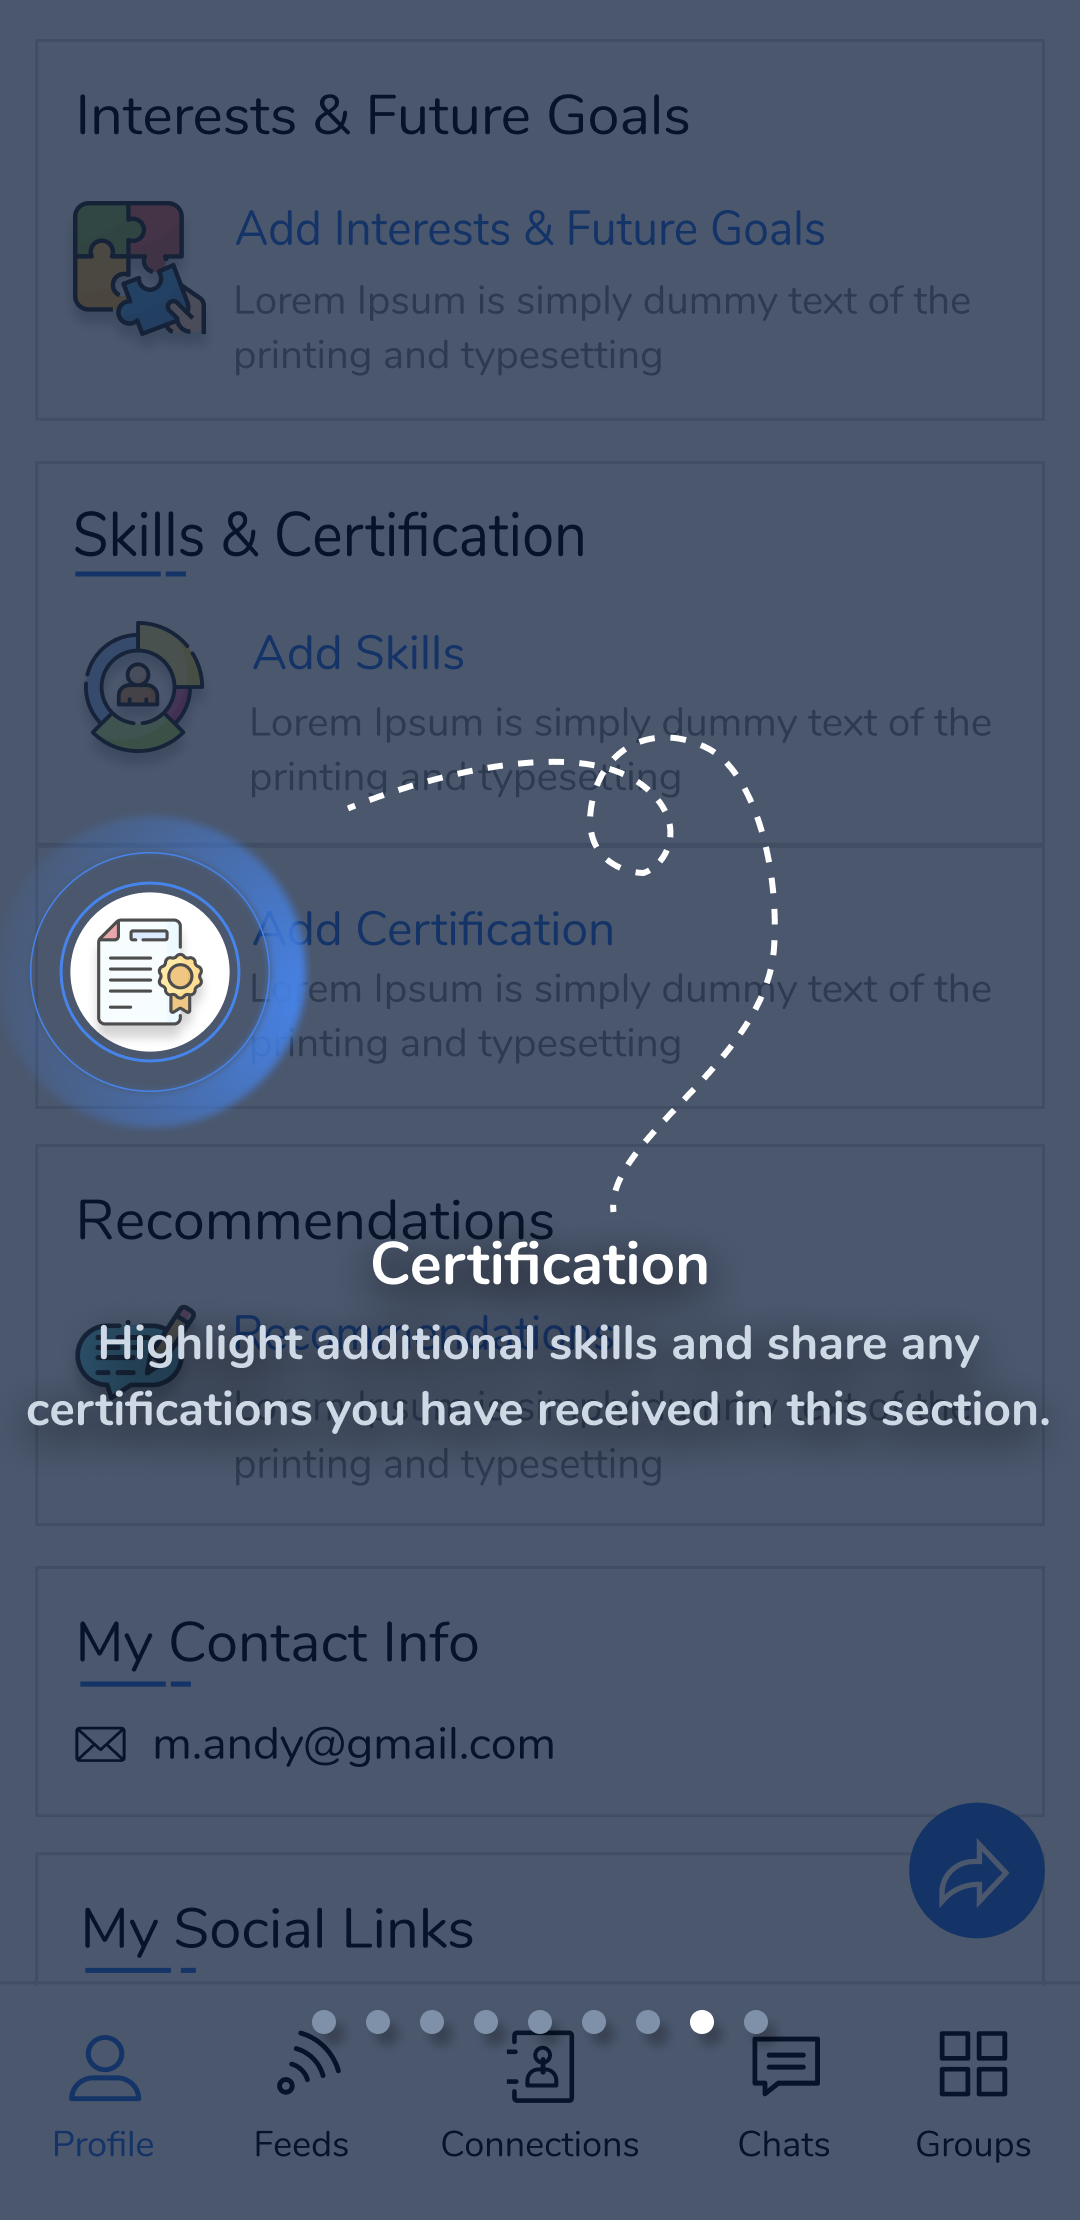 Interests & Future Goals
Add Interests & Future Goals
Lorem Ipsum is simply dummy text of the
printing and typesetting
Skills & Certification
Add Skills
Lorem Ipsum is simply dummy text of the
printing and typesetting
Add Certification
Lorem Ipsum is simply dummy text of the
printing and typesetting
Recommendations
Certification
Recommendations
Highlight additional skills and share any
Lorem Ipsum is simply dummy text of the
certifications you have received in this section.
printing and typesetting
My Contact Info
m.andy@gmail.com
My Social Links
Profile
Feeds
Connections
Chats
Groups